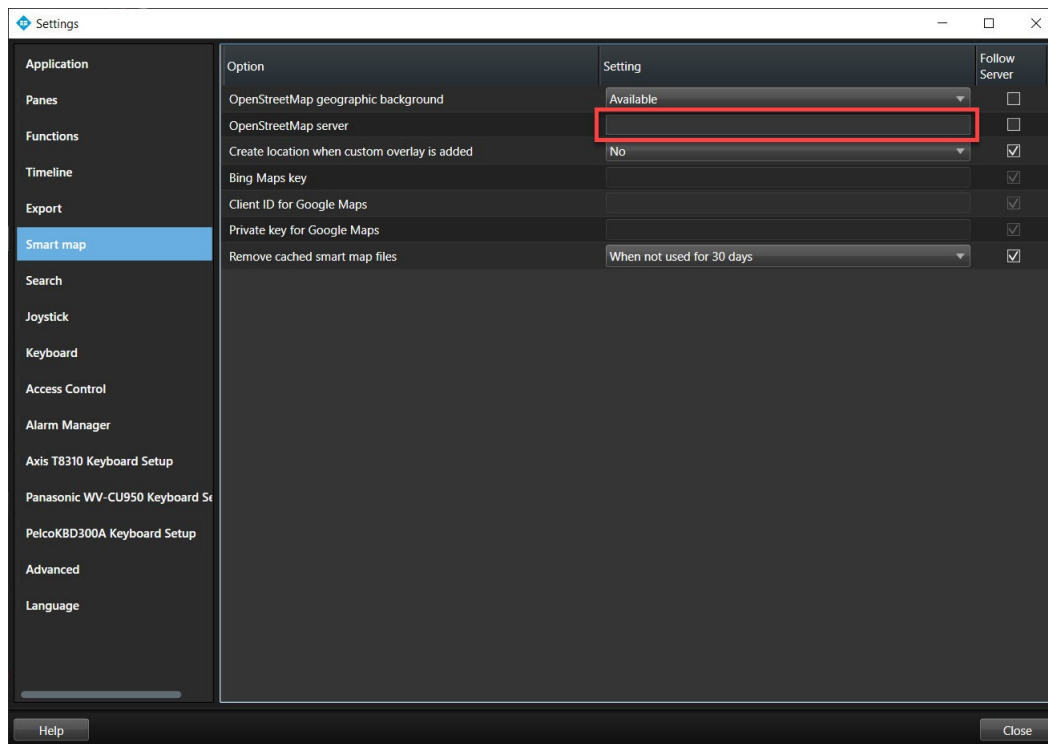 Settings
Application
Panes
Functions
Timeline
Export
Smart map
Search
Joystick
Keyboard
Access Control
Alarm Manager
Axis T8310 Keyboard Setup
Panasonic WV-CU950 Keyboard Se
PelcoKBD300A Keyboard Setup
Advanced
Language
Option Setting Follow Server
OpenStreetMap geographic background Available
OpenStreetMap server
Create location when custom overlay is added No
Bing Maps key
Client ID for Google Maps
Private key for Google Maps
Remove cached smart map files When not used for 30 days
Help Close